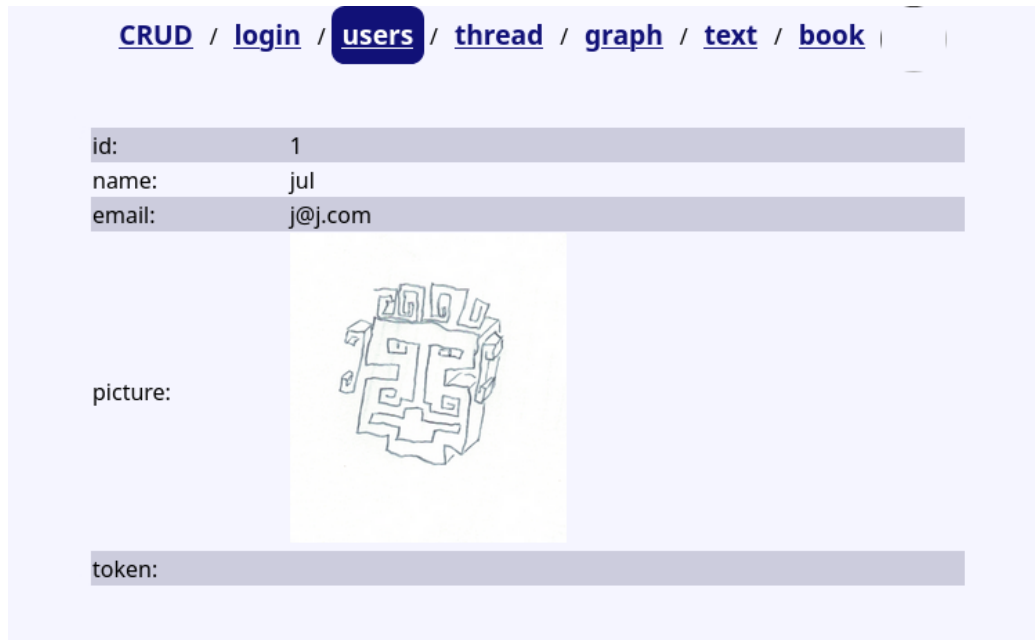 CRUD / login / users / thread / graph / text / book
id: 1
name: jul
email: j@j.com
picture:
token: